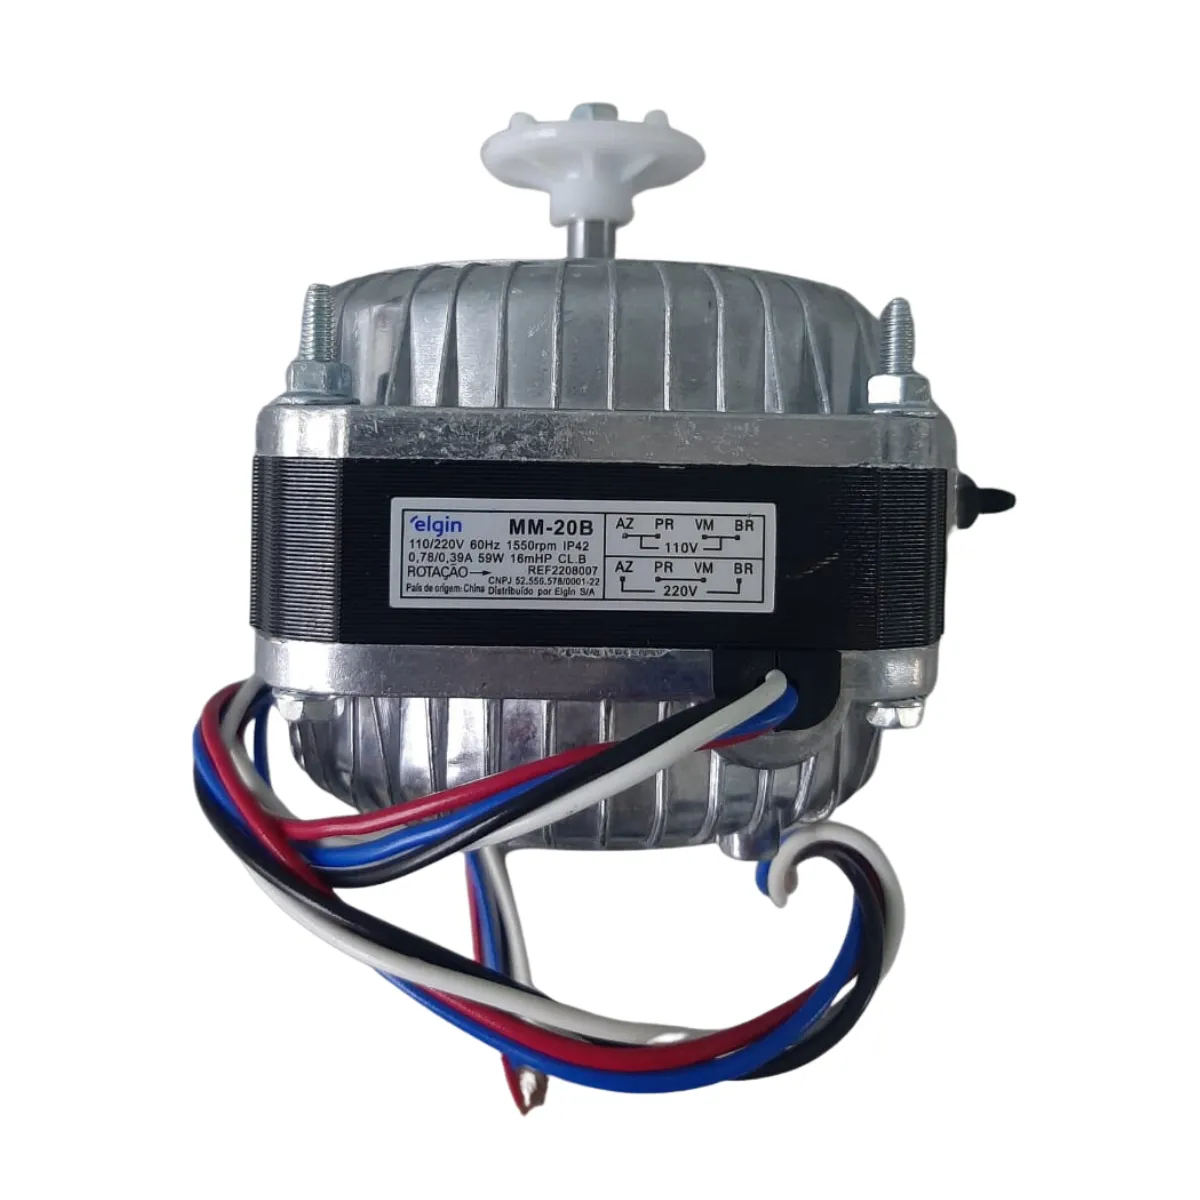 elgin MM-20B
110/220V 60Hz 1550rpm IP42
0,78/0,39A 59W 16mHP CL.B
ROTAÇÃO → REF2208007
CNPJ 52.556.578/0001-22
País de origem: China Distribuído por Elgin S/A
AZ PR VM BR
110V
AZ PR VM BR
220V